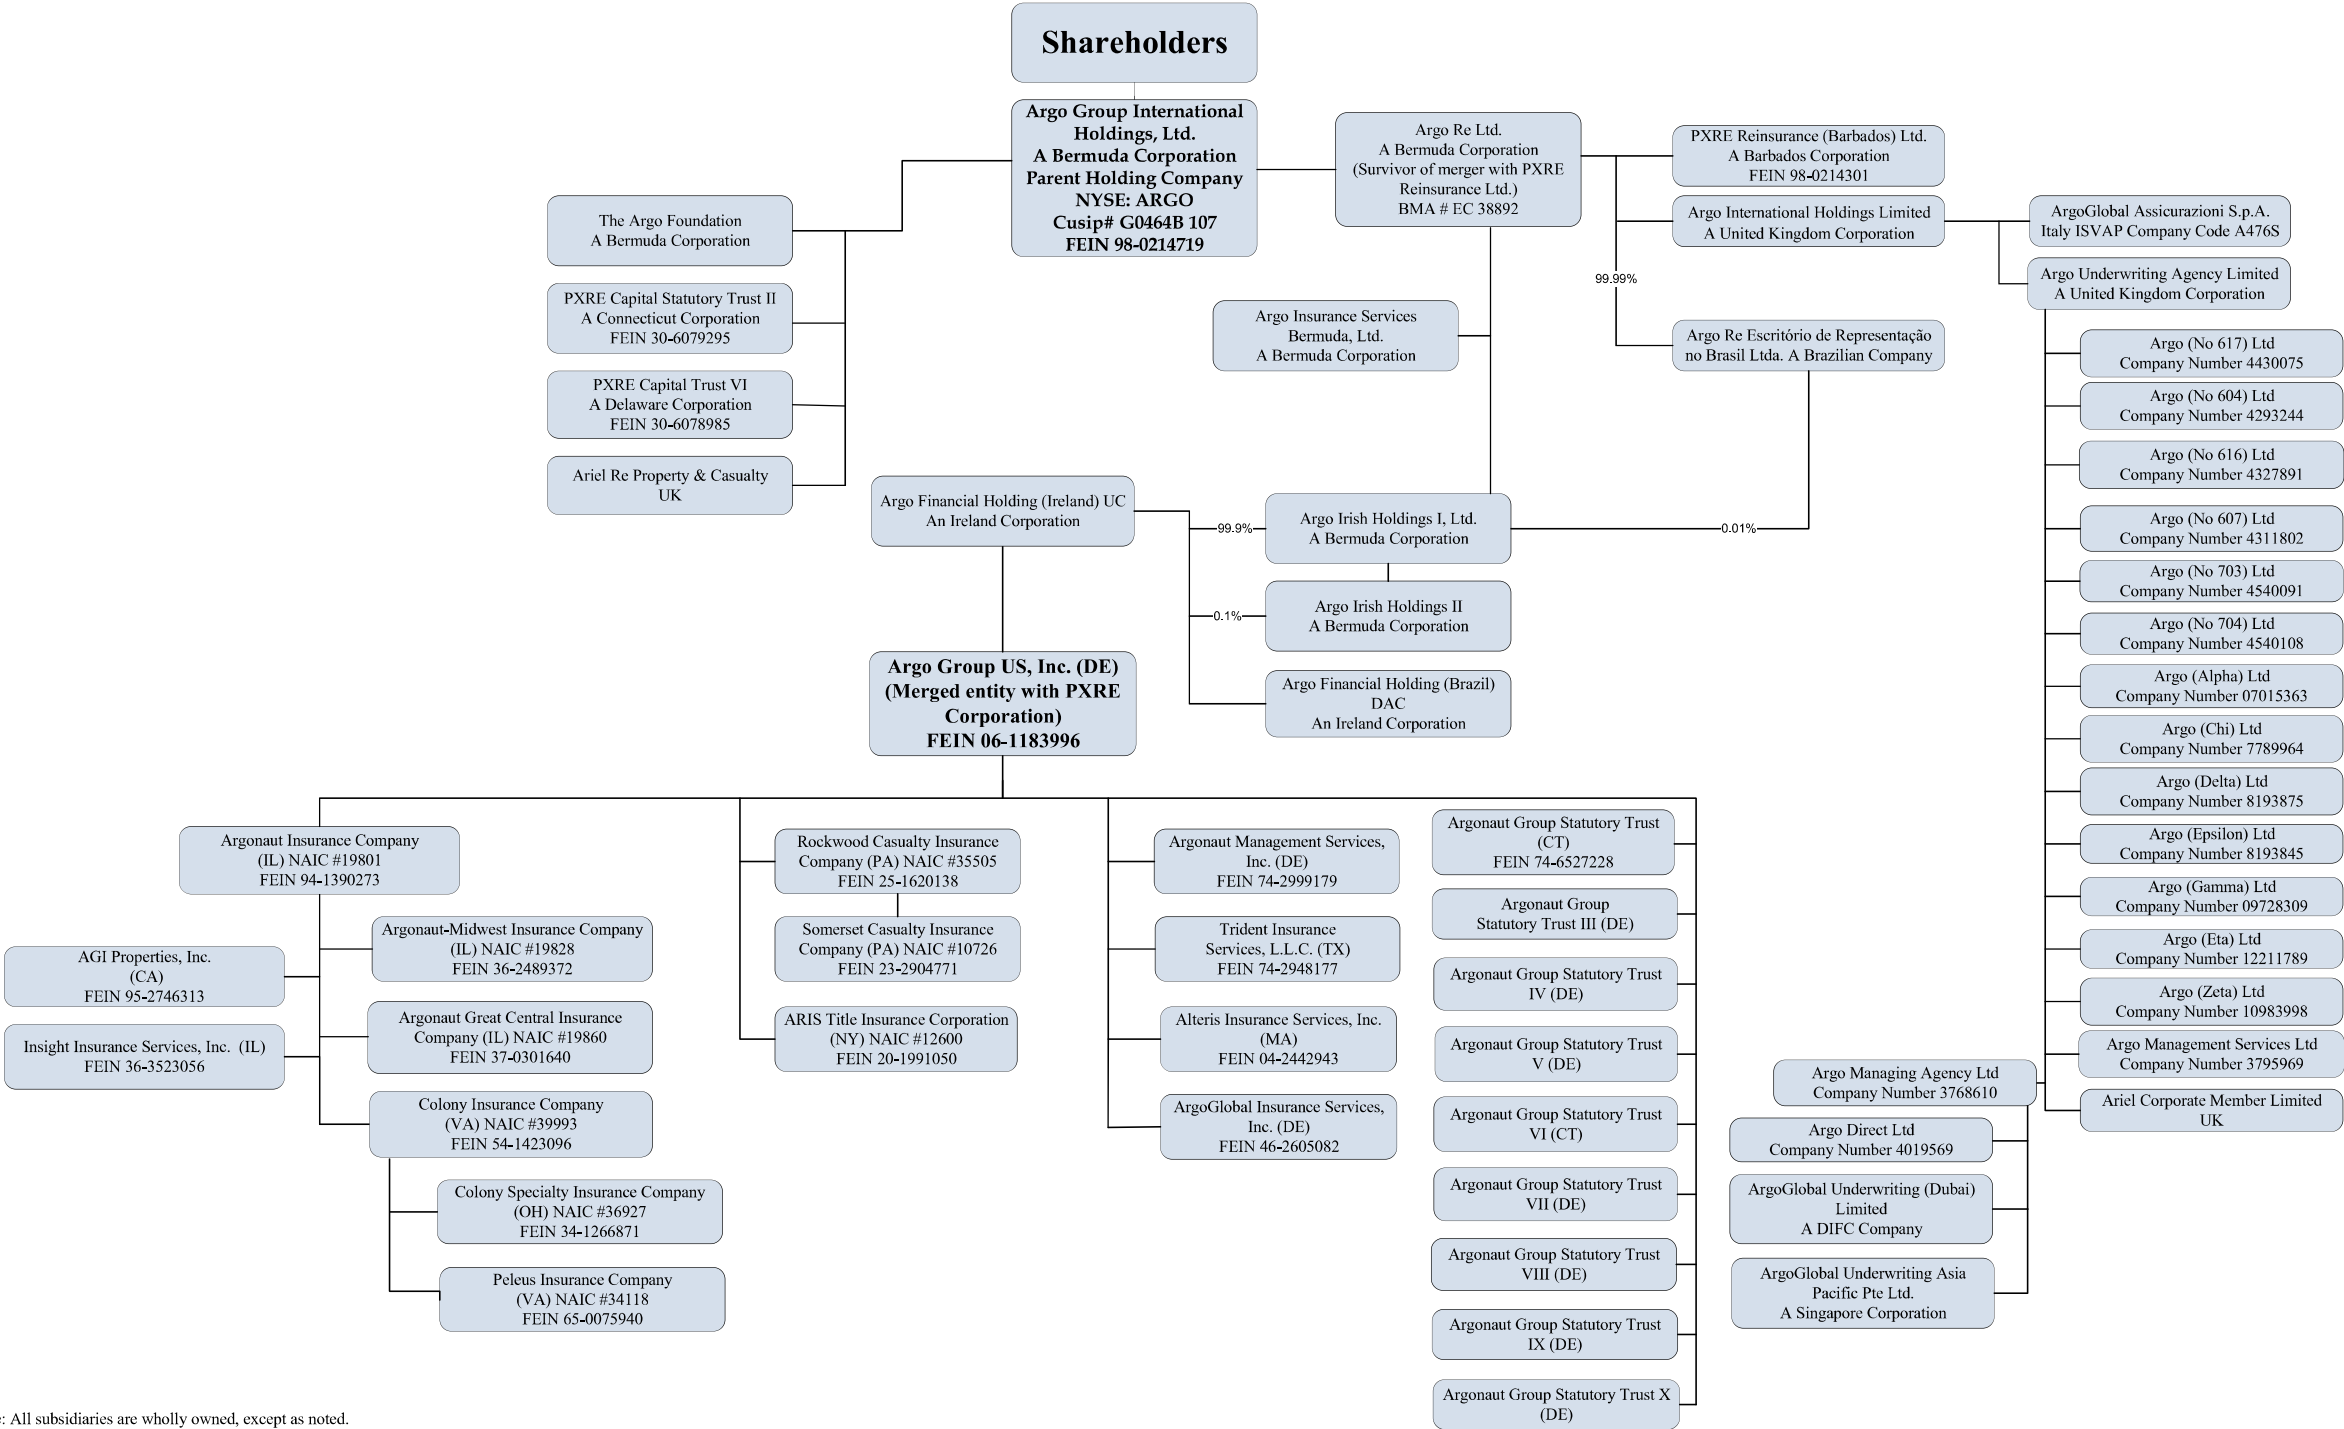 Shareholders
Argo Group International
Holdings, Ltd.
A Bermuda Corporation
Parent Holding Company
NYSE: ARGO
Cusip# G0464B 107
FEIN 98-0214719
Argo Re Ltd.
A Bermuda Corporation
(Survivor of merger with PXRE
Reinsurance Ltd.)
BMA # EC 38892
PXRE Reinsurance (Barbados) Ltd.
A Barbados Corporation
FEIN 98-0214301
Argo International Holdings Limited
A United Kingdom Corporation
ArgoGlobal Assicurazioni S.p.A.
Italy ISVAP Company Code A476S
Argo Underwriting Agency Limited
A United Kingdom Corporation
99.99%
Argo Re Escritório de Representação
no Brasil Ltda. A Brazilian Company
The Argo Foundation
A Bermuda Corporation
PXRE Capital Statutory Trust II
A Connecticut Corporation
FEIN 30-6079295
PXRE Capital Trust VI
A Delaware Corporation
FEIN 30-6078985
Ariel Re Property & Casualty
UK
Argo Insurance Services
Bermuda, Ltd.
A Bermuda Corporation
Argo Financial Holding (Ireland) UC
An Ireland Corporation
99.9%
Argo Irish Holdings I, Ltd.
A Bermuda Corporation
0.01%
0.1%
Argo Irish Holdings II
A Bermuda Corporation
Argo Financial Holding (Brazil)
DAC
An Ireland Corporation
Argo Group US, Inc. (DE)
(Merged entity with PXRE
Corporation)
FEIN 06-1183996
Argo (No 617) Ltd
Company Number 4430075
Argo (No 604) Ltd
Company Number 4293244
Argo (No 616) Ltd
Company Number 4327891
Argo (No 607) Ltd
Company Number 4311802
Argo (No 703) Ltd
Company Number 4540091
Argo (No 704) Ltd
Company Number 4540108
Argo (Alpha) Ltd
Company Number 07015363
Argo (Chi) Ltd
Company Number 7789964
Argo (Delta) Ltd
Company Number 8193875
Argo (Epsilon) Ltd
Company Number 8193845
Argo (Gamma) Ltd
Company Number 09728309
Argo (Eta) Ltd
Company Number 12211789
Argo (Zeta) Ltd
Company Number 10983998
Argo Management Services Ltd
Company Number 3795969
Ariel Corporate Member Limited
UK
Argo Managing Agency Ltd
Company Number 3768610
Argo Direct Ltd
Company Number 4019569
ArgoGlobal Underwriting (Dubai)
Limited
A DIFC Company
ArgoGlobal Underwriting Asia
Pacific Pte Ltd.
A Singapore Corporation
Argonaut Insurance Company
(IL) NAIC #19801
FEIN 94-1390273
AGI Properties, Inc.
(CA)
FEIN 95-2746313
Insight Insurance Services, Inc. (IL)
FEIN 36-3523056
Argonaut-Midwest Insurance Company
(IL) NAIC #19828
FEIN 36-2489372
Argonaut Great Central Insurance
Company (IL) NAIC #19860
FEIN 37-0301640
Colony Insurance Company
(VA) NAIC #39993
FEIN 54-1423096
Colony Specialty Insurance Company
(OH) NAIC #36927
FEIN 34-1266871
Peleus Insurance Company
(VA) NAIC #34118
FEIN 65-0075940
Rockwood Casualty Insurance
Company (PA) NAIC #35505
FEIN 25-1620138
Somerset Casualty Insurance
Company (PA) NAIC #10726
FEIN 23-2904771
ARIS Title Insurance Corporation
(NY) NAIC #12600
FEIN 20-1991050
Argonaut Management Services,
Inc. (DE)
FEIN 74-2999179
Trident Insurance
Services, L.L.C. (TX)
FEIN 74-2948177
Alteris Insurance Services, Inc.
(MA)
FEIN 04-2442943
ArgoGlobal Insurance Services,
Inc. (DE)
FEIN 46-2605082
Argonaut Group Statutory Trust
(CT)
FEIN 74-6527228
Argonaut Group
Statutory Trust III (DE)
Argonaut Group Statutory Trust
IV (DE)
Argonaut Group Statutory Trust
V (DE)
Argonaut Group Statutory Trust
VI (CT)
Argonaut Group Statutory Trust
VII (DE)
Argonaut Group Statutory Trust
VIII (DE)
Argonaut Group Statutory Trust
IX (DE)
Argonaut Group Statutory Trust X
(DE)
: All subsidiaries are wholly owned, except as noted.